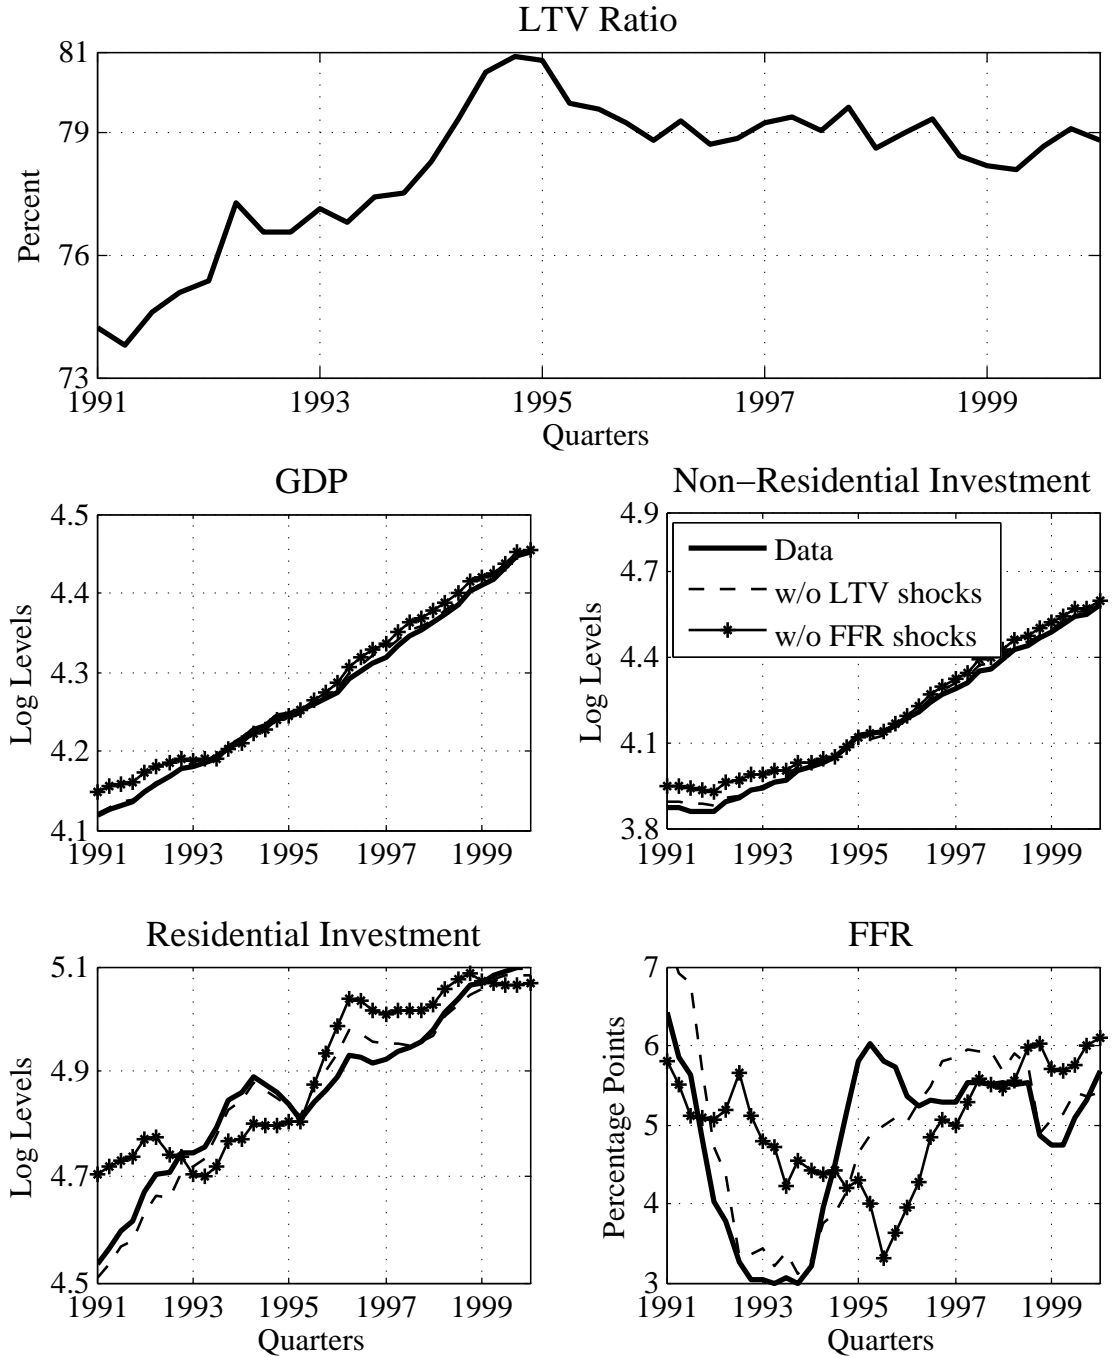 LTV Ratio
81
79
76
73
Percent
1991 1993 1995 1997 1999
Quarters
GDP
4.5
4.4
4.3
4.2
4.1
Log Levels
1991 1993 1995 1997 1999
Non−Residential Investment
4.9
4.7
4.4
4.1
3.8
Log Levels
Data
w/o LTV shocks
w/o FFR shocks
1991 1993 1995 1997 1999
Residential Investment
5.1
4.9
4.7
4.5
Log Levels
1991 1993 1995 1997 1999
Quarters
FFR
7
6
5
4
3
Percentage Points
1991 1993 1995 1997 1999
Quarters